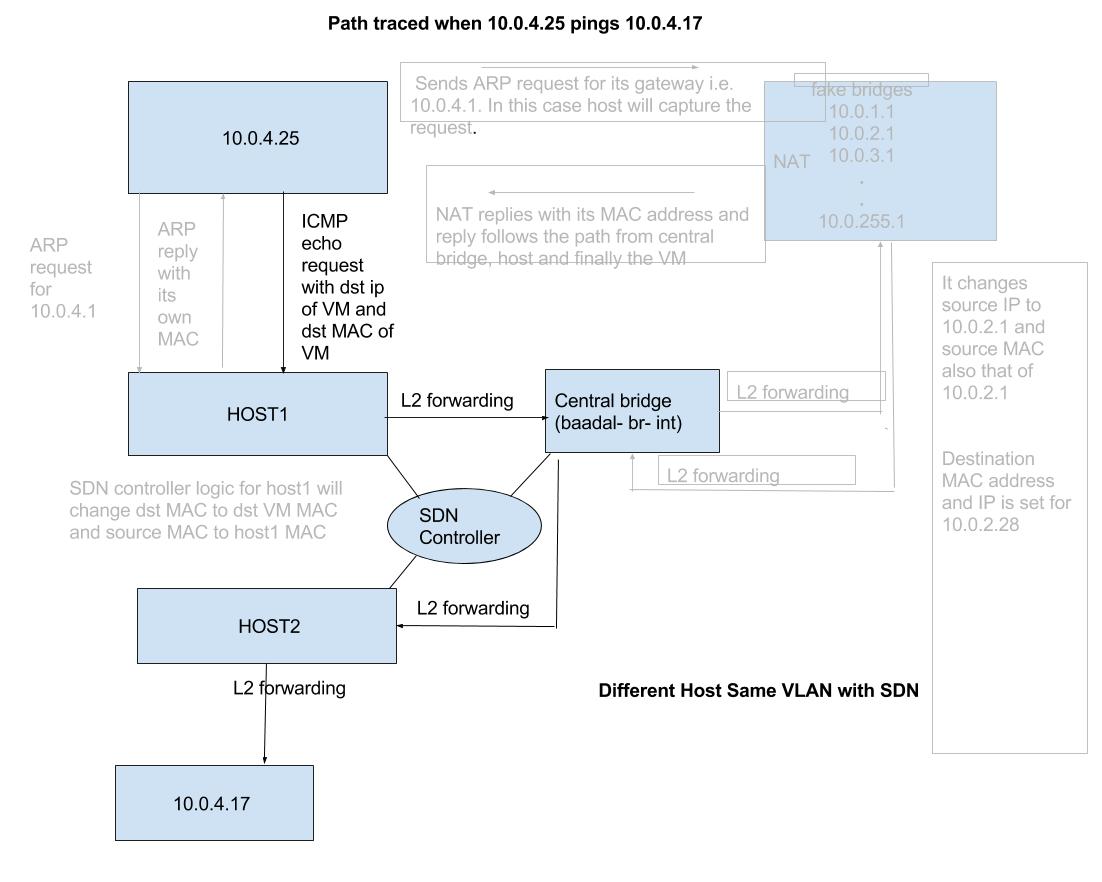 Path traced when 10.0.4.25 pings 10.0.4.17
Sends ARP request for its gateway i.e.
10.0.4.1. In this case host will capture the
request.
fake bridges
10.0.1.1
10.0.2.1
10.0.3.1
.
.
10.0.255.1
NAT
10.0.4.25
NAT replies with its MAC address and
reply follows the path from central
bridge, host and finally the VM
ARP
request
for
10.0.4.1
ARP
reply
with
its
own
MAC
ICMP
echo
request
with dst ip
of VM and
dst MAC of
VM
It changes
source IP to
10.0.2.1 and
source MAC
also that of
10.0.2.1
Destination
MAC address
and IP is set for
10.0.2.28
HOST1
L2 forwarding
Central bridge
(baadal- br- int)
L2 forwarding
L2 forwarding
SDN controller logic for host1 will
change dst MAC to dst VM MAC
and source MAC to host1 MAC
SDN
Controller
L2 forwarding
HOST2
L2 forwarding
Different Host Same VLAN with SDN
10.0.4.17